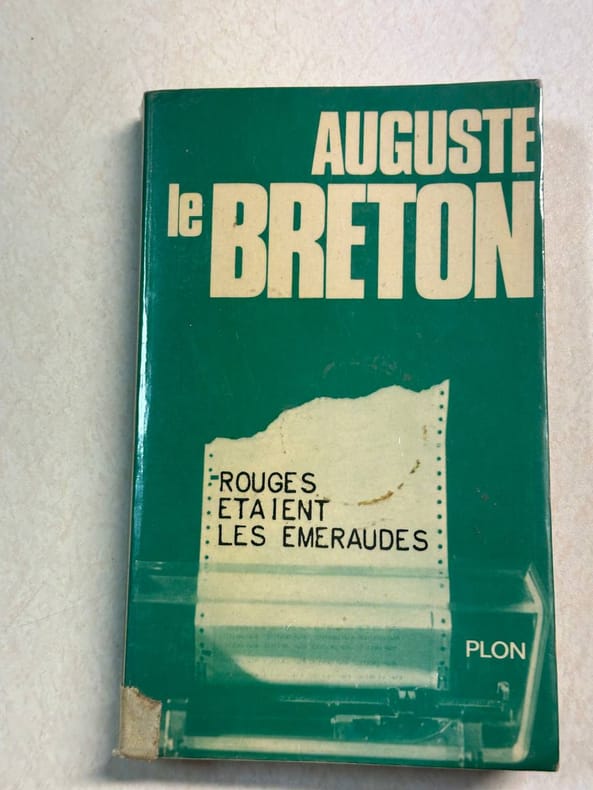 AUGUSTE
le BRETON
-ROUGES
ETAIENT
LES EMERAUDES
PLON